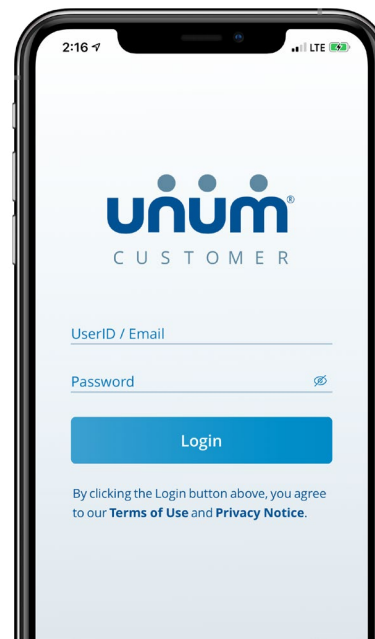 2:16
LTE
unum®
CUSTOMER
UserID / Email
Password
Login
By clicking the Login button above, you agree
to our Terms of Use and Privacy Notice.